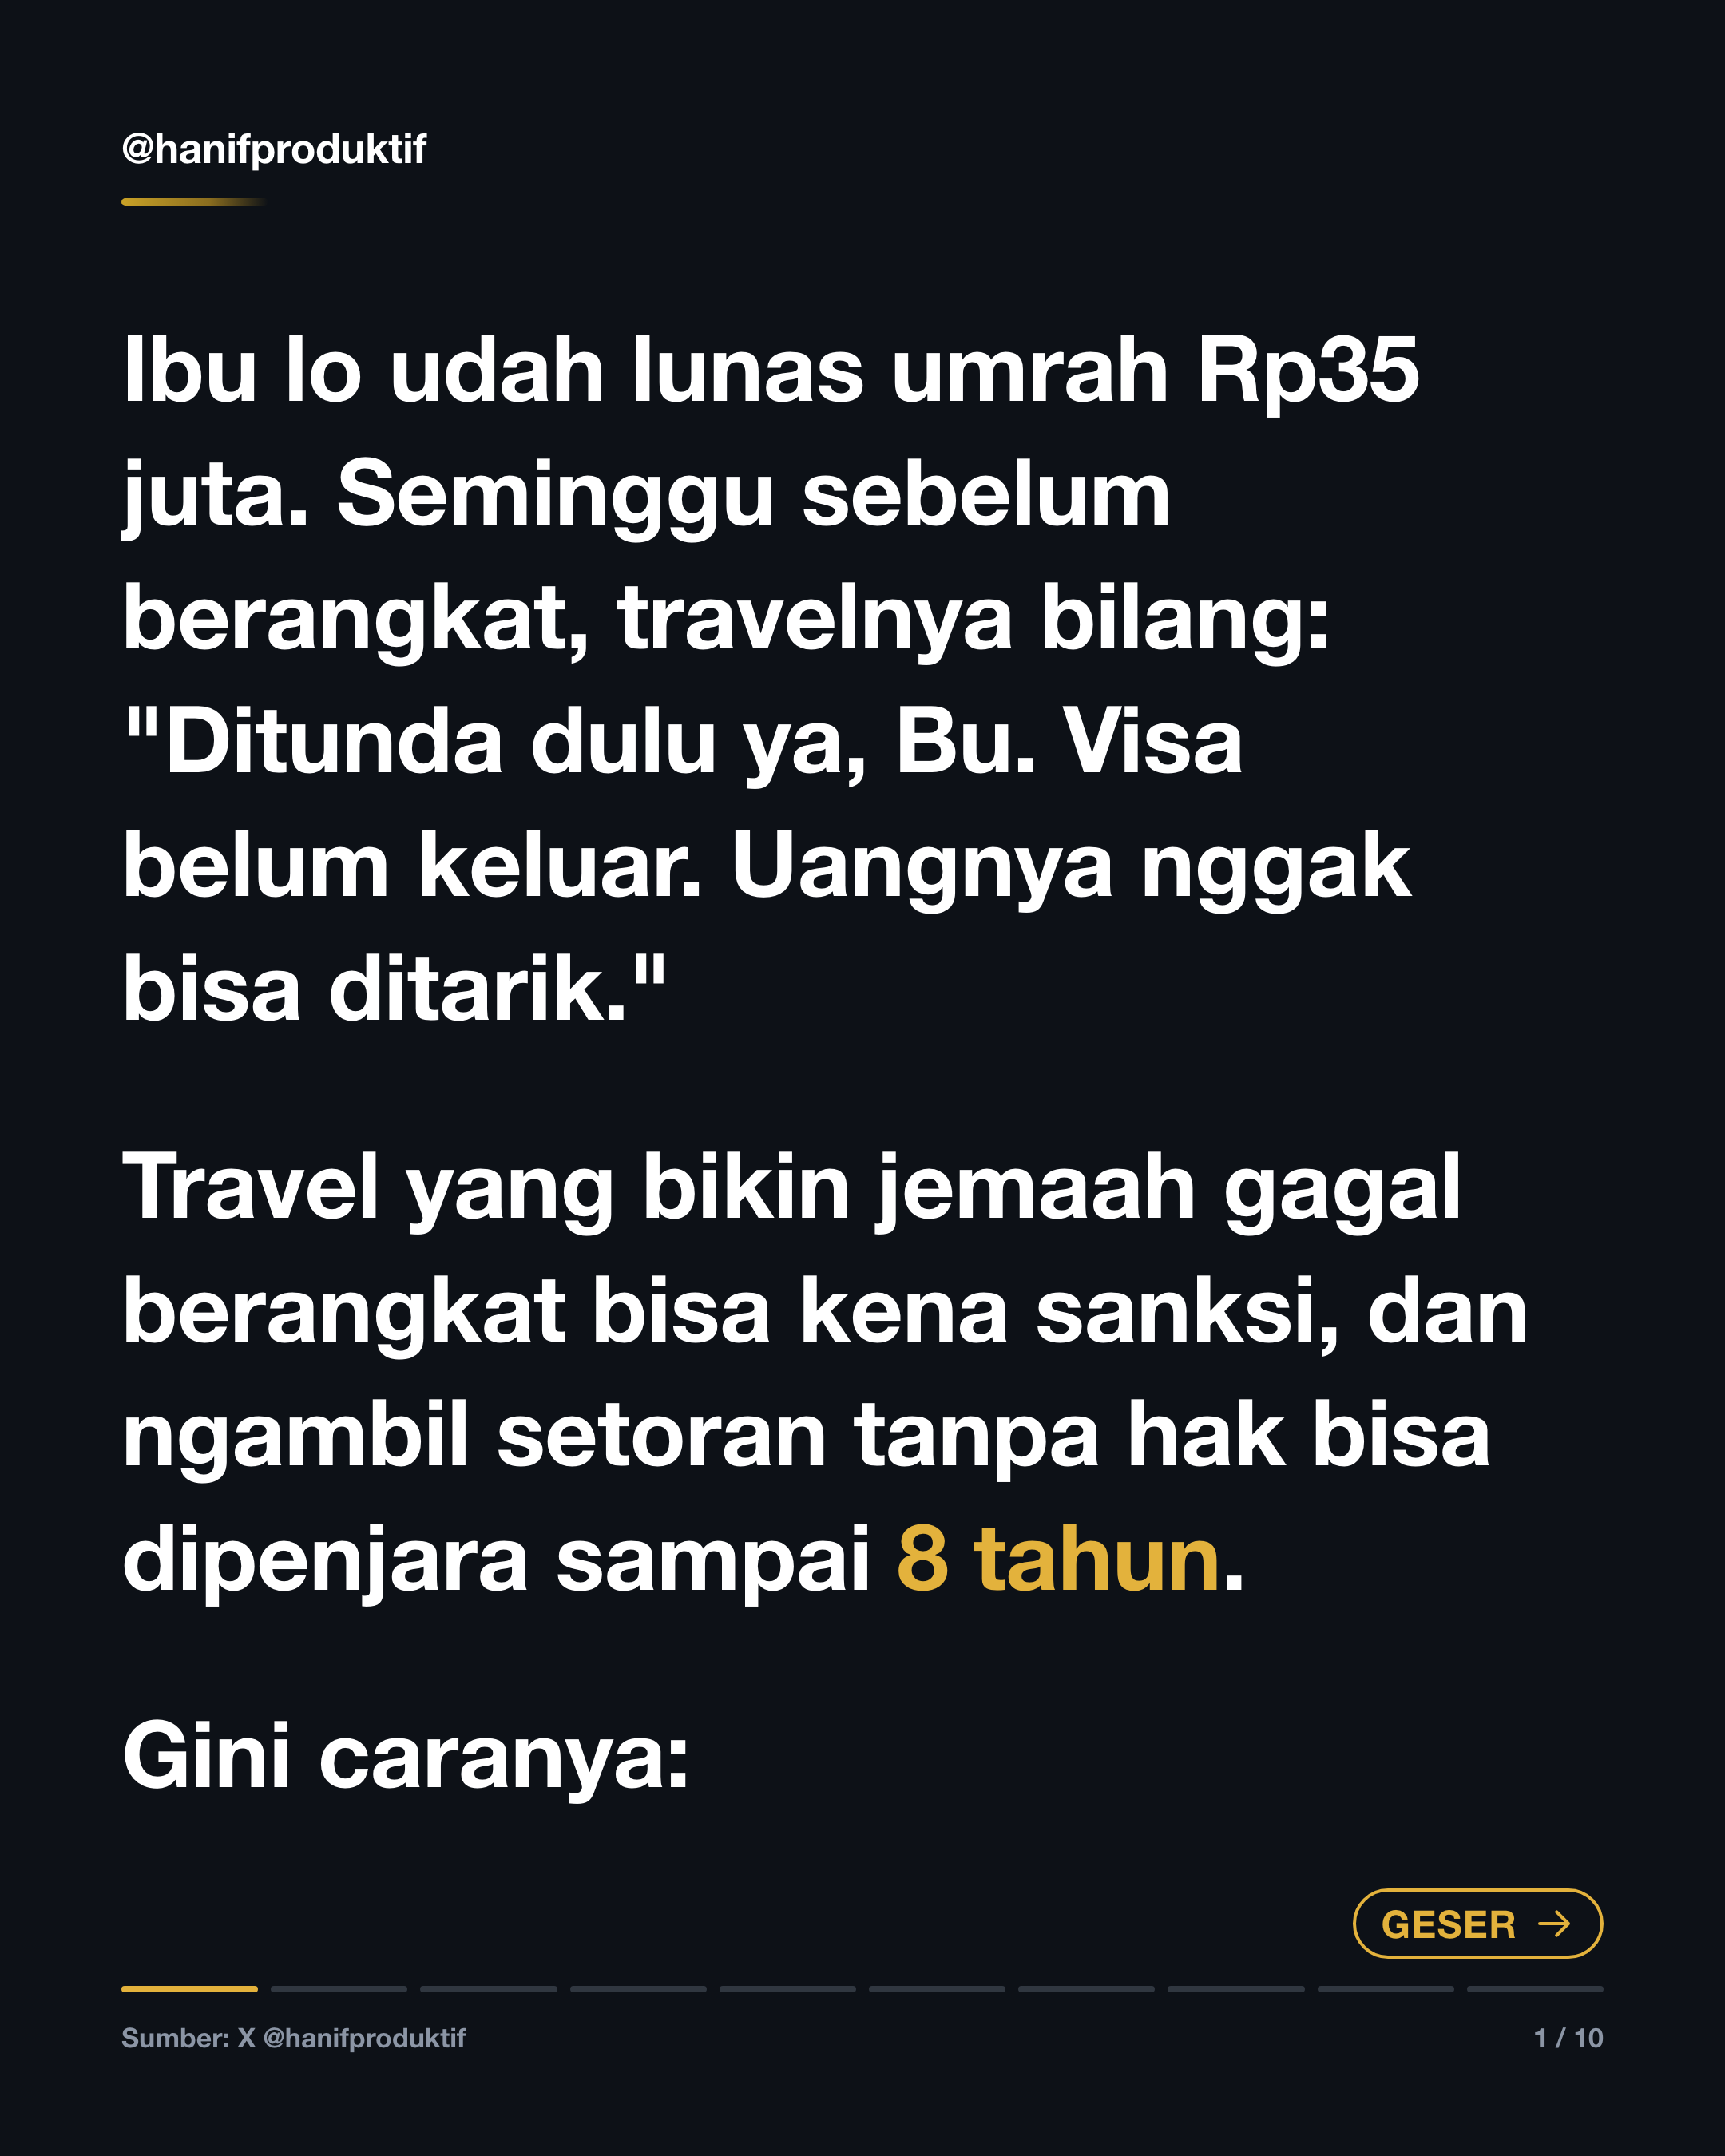 @hanifproduktif
Ibu lo udah lunas umrah Rp35
juta. Seminggu sebelum
berangkat, travelnya bilang:
"Ditunda dulu ya, Bu. Visa
belum keluar. Uangnya nggak
bisa ditarik."
Travel yang bikin jemaah gagal
berangkat bisa kena sanksi, dan
ngambil setoran tanpa hak bisa
dipenjara sampai 8 tahun.
Gini caranya:
GESER →
Sumber: X @hanifproduktif
1 / 10